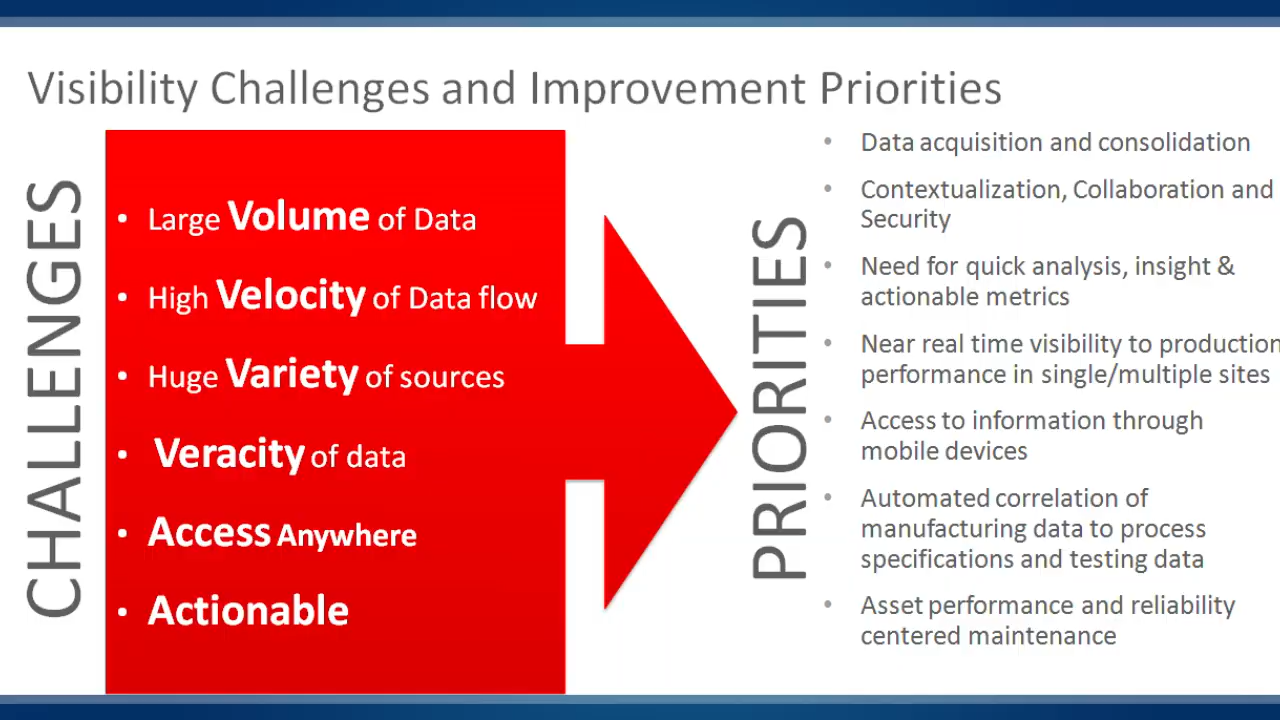 Visibility Challenges and Improvement Priorities
CHALLENGES
• Large Volume of Data
• High Velocity of Data flow
• Huge Variety of sources
• Veracity of data
• Access Anywhere
• Actionable
PRIORITIES
• Data acquisition and consolidation
• Contextualization, Collaboration and
Security
• Need for quick analysis, insight &
actionable metrics
• Near real time visibility to production
performance in single/multiple sites
• Access to information through
mobile devices
• Automated correlation of
manufacturing data to process
specifications and testing data
• Asset performance and reliability
centered maintenance